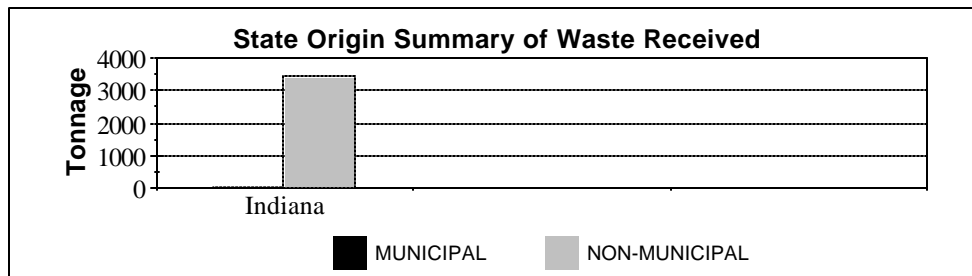 State Origin Summary of Waste Received
Tonnage
4000
3000
2000
1000
0
Indiana
MUNICIPAL NON-MUNICIPAL